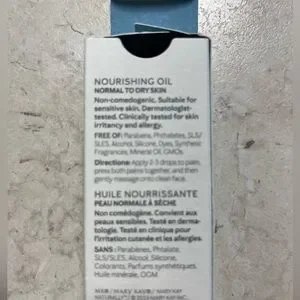 NOURISHING OIL
NORMAL TO DRY SKIN
Non-comedogenic. Suitable for
sensitive skin. Dermatologist-
tested. Clinically tested for skin
irritancy and allergy.
FREE OF: Parabens, Phthalates, SLS/
SLES, Alcohol, Silicone, Dyes, Synthetic
Fragrances, Mineral Oil, GMOs.
Directions: Apply 2-3 drops to palm,
press both palms together, and then
gently massage onto clean face.
HUILE NOURRISSANTE
PEAU NORMALE À SÈCHE
Non comédogène. Convient aux
peaux sensibles. Testé en derma-
tologie. Testé en clinique pour
l'irritation cutanée et les allergies.
SANS : Parabènes, Phtalate,
SLS/SLES, Alcool, Silicone,
Colorants, Parfums synthétiques,
Huile minérale, OGM
MARY KAY
NATURALLY